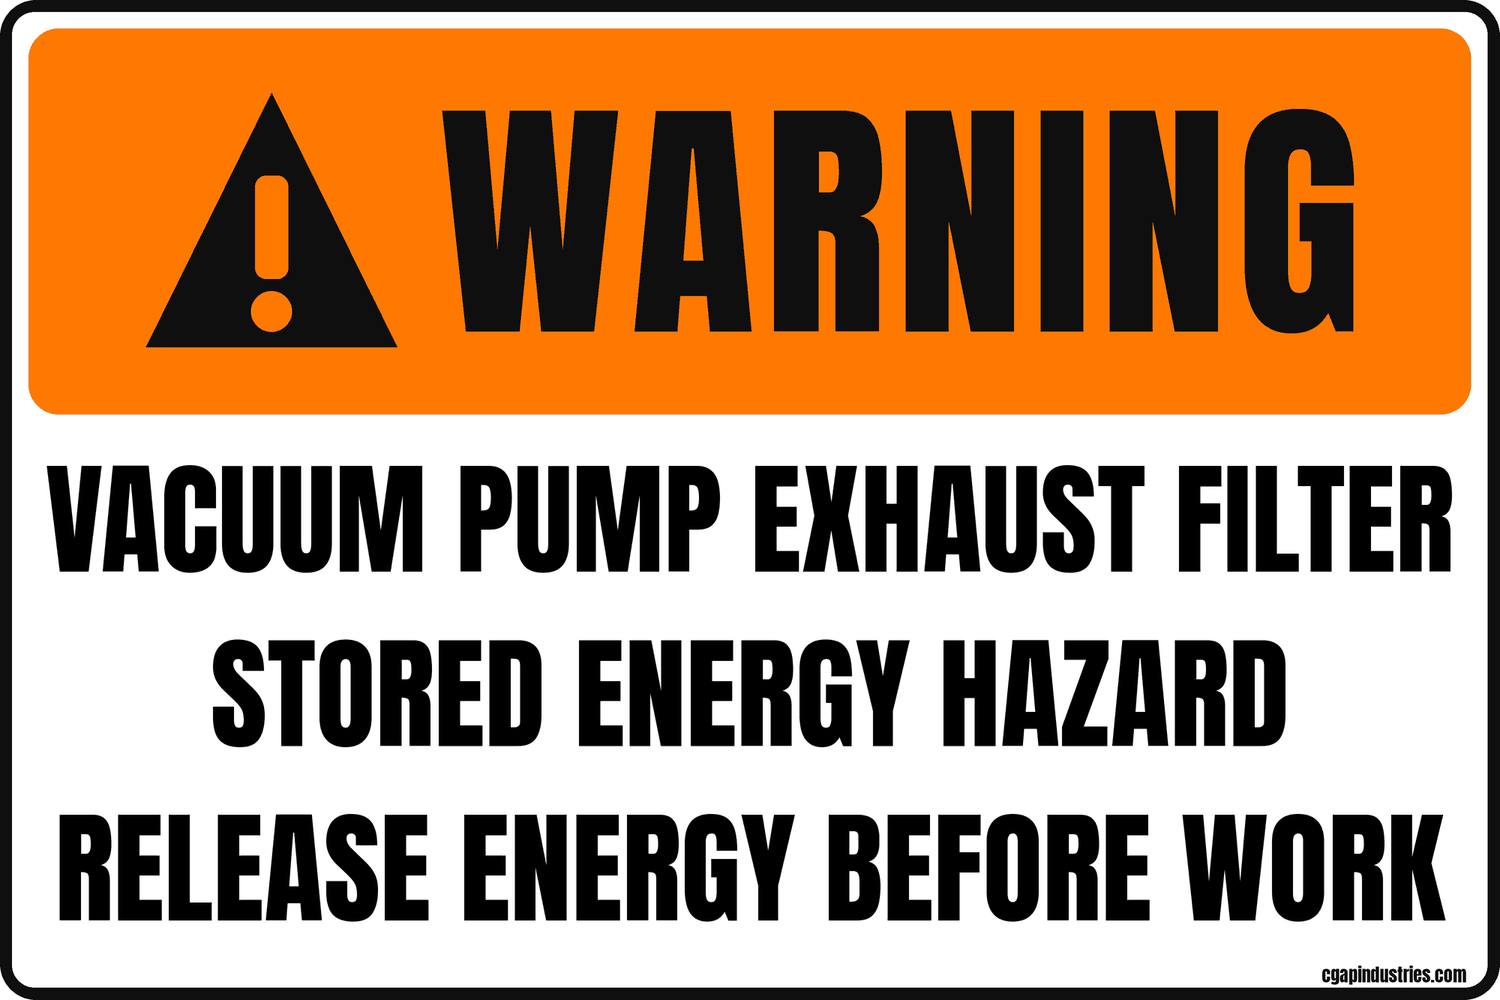 WARNING
VACUUM PUMP EXHAUST FILTER
STORED ENERGY HAZARD
RELEASE ENERGY BEFORE WORK
cgapindustries.com